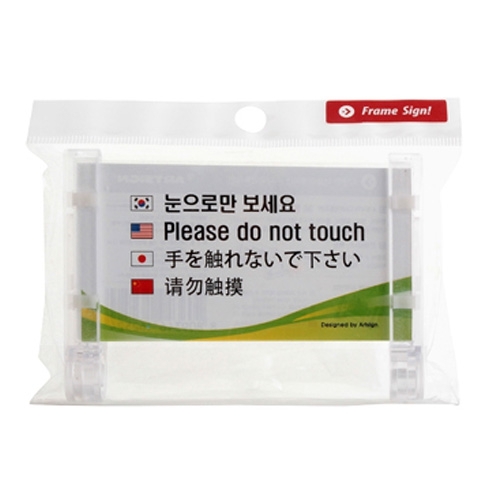 Frame Sign!
눈으로만 보세요
Please do not touch
手を触れないで下さい
请勿触摸
Designed by Artsign